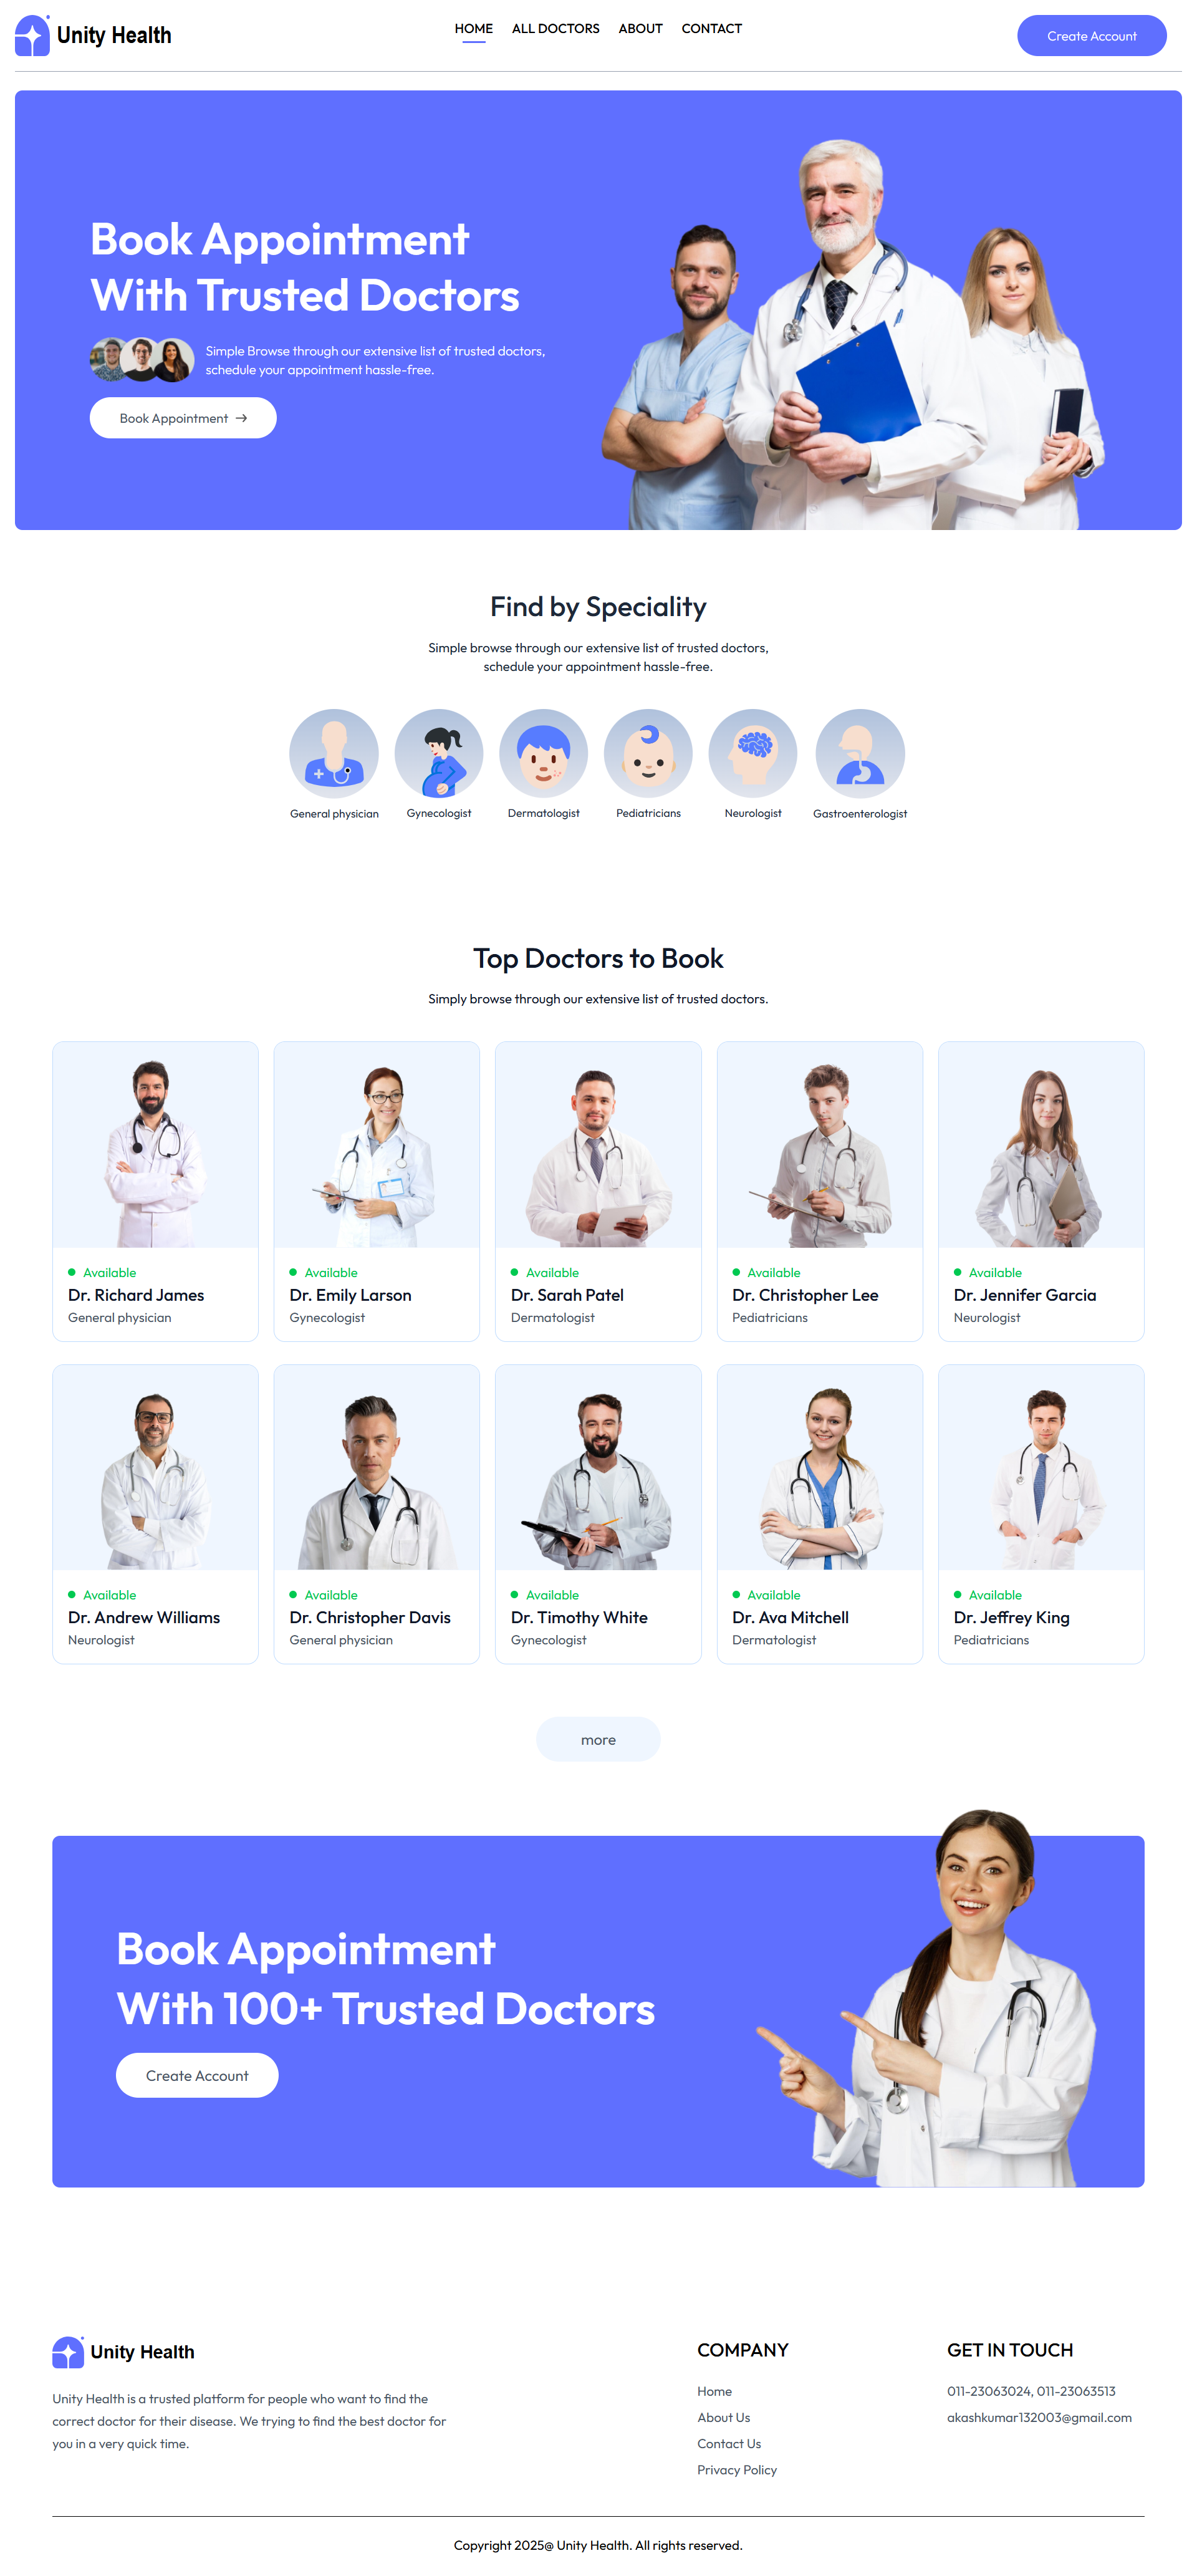 Unity Health
HOME
ALL DOCTORS
ABOUT
CONTACT
Create Account
Book Appointment
With Trusted Doctors
Simple Browse through our extensive list of trusted doctors,
schedule your appointment hassle-free.
Book Appointment →
Find by Speciality
Simple browse through our extensive list of trusted doctors,
schedule your appointment hassle-free.
General physician
Gynecologist
Dermatologist
Pediatricians
Neurologist
Gastroenterologist
Top Doctors to Book
Simply browse through our extensive list of trusted doctors.
Available
Dr. Richard James
General physician
Available
Dr. Emily Larson
Gynecologist
Available
Dr. Sarah Patel
Dermatologist
Available
Dr. Christopher Lee
Pediatricians
Available
Dr. Jennifer Garcia
Neurologist
Available
Dr. Andrew Williams
Neurologist
Available
Dr. Christopher Davis
General physician
Available
Dr. Timothy White
Gynecologist
Available
Dr. Ava Mitchell
Dermatologist
Available
Dr. Jeffrey King
Pediatricians
more
Book Appointment
With 100+ Trusted Doctors
Create Account
Unity Health
Unity Health is a trusted platform for people who want to find the
correct doctor for their disease. We trying to find the best doctor for
you in a very quick time.
COMPANY
Home
About Us
Contact Us
Privacy Policy
GET IN TOUCH
011-23063024, 011-23063513
akashkumar132003@gmail.com
Copyright 2025@ Unity Health. All rights reserved.